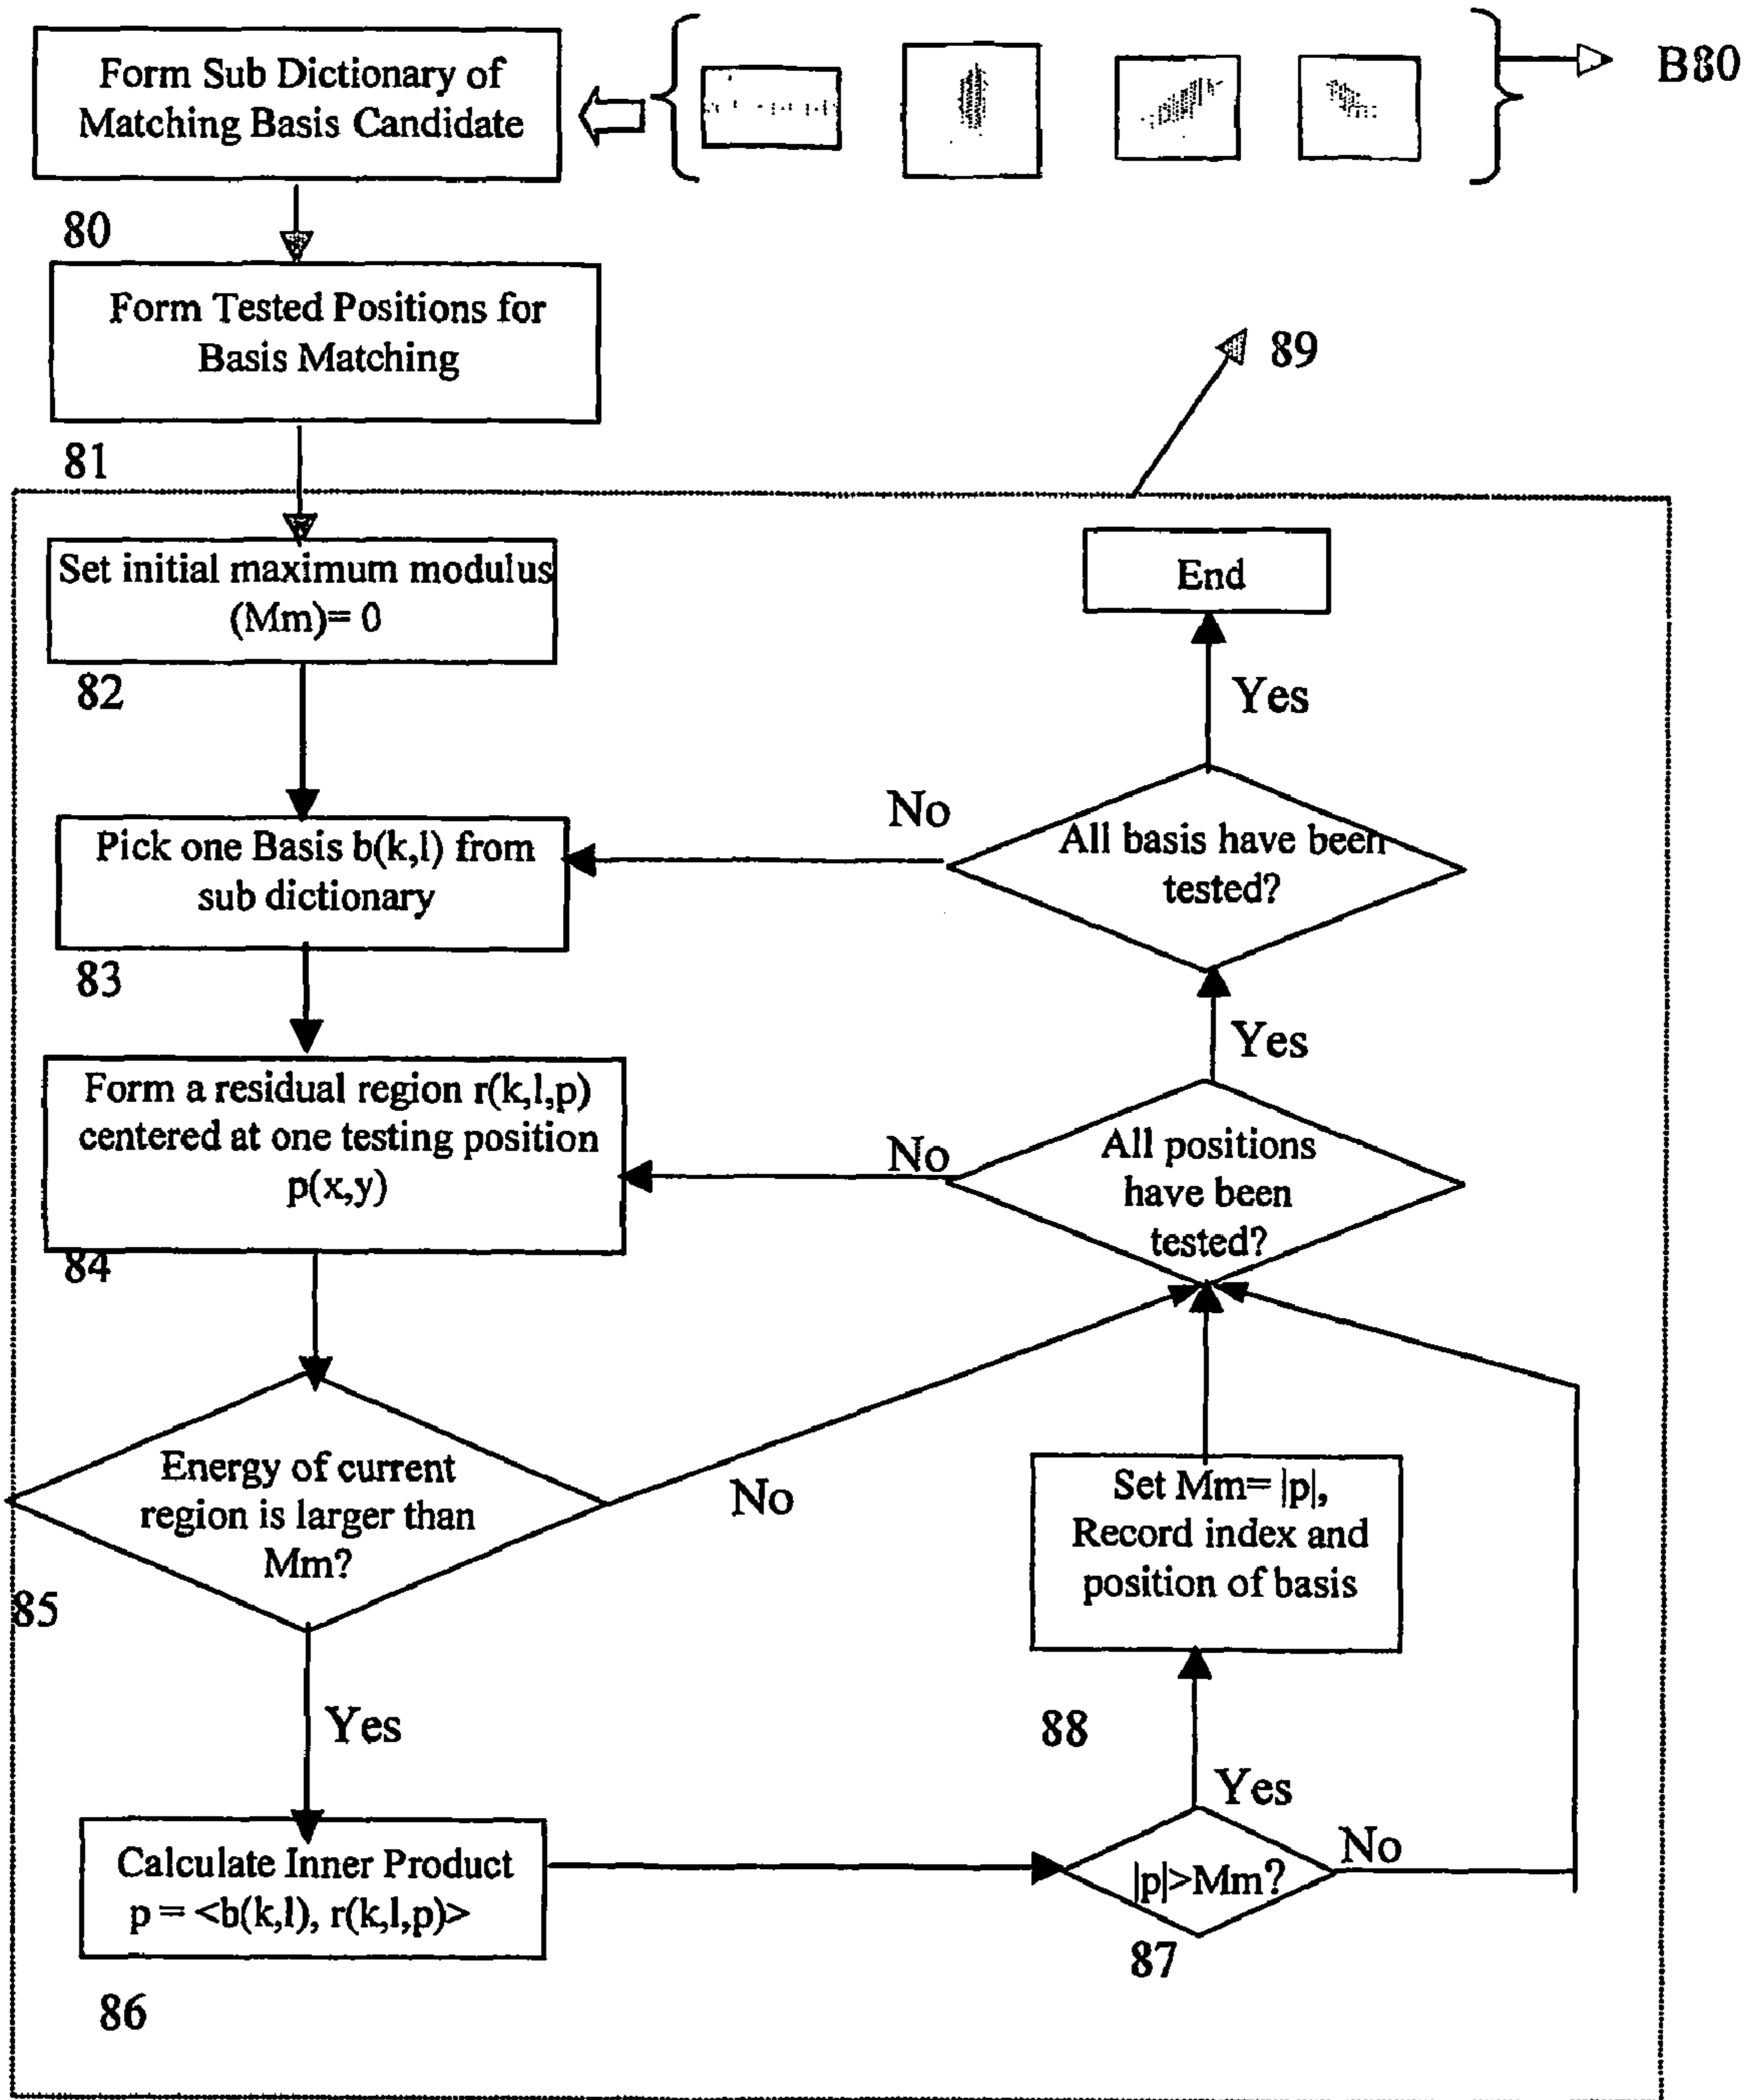 Form Sub Dictionary of
Matching Basis Candidate
B80
80
Form Tested Positions for
Basis Matching
81
89
Set initial maximum modulus
(Mm)= 0
82
End
Yes
Pick one Basis b(k,l) from
sub dictionary
83
No
All basis have been
tested?
Yes
Form a residual region r(k,l,p)
centered at one testing position
p(x,y)
84
No
All positions
have been
tested?
Energy of current
region is larger than
Mm?
85
No
Yes
Set Mm= |p|,
Record index and
position of basis
88
Yes
Calculate Inner Product
p = <b(k,l), r(k,l,p)>
86
|p|>Mm?
No
87